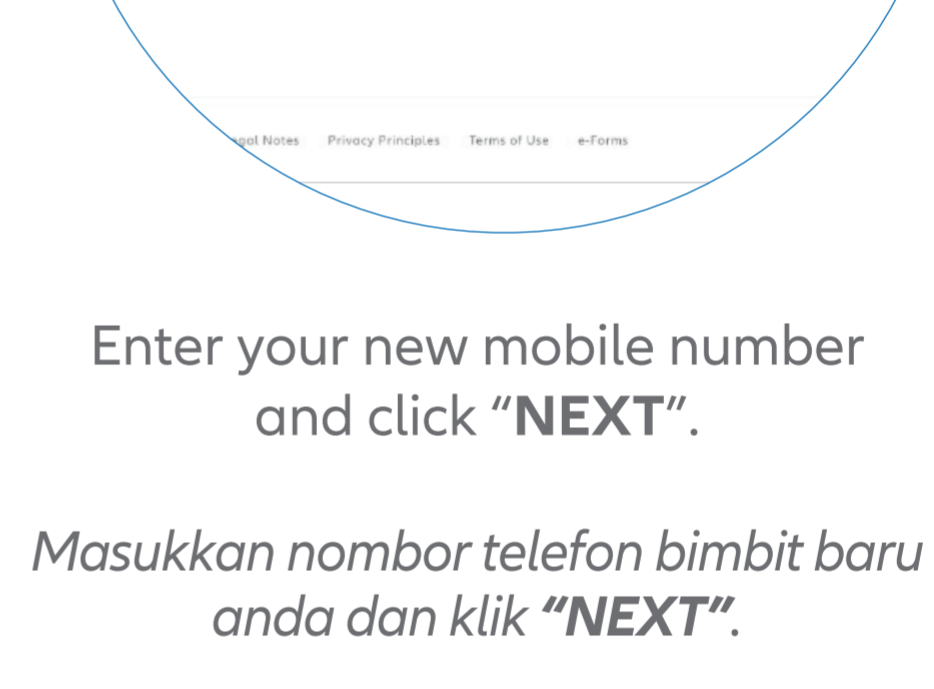 Notes Privacy Principles Terms of Use e-Forms
Enter your new mobile number
and click “NEXT”.
Masukkan nombor telefon bimbit baru
anda dan klik “NEXT”.